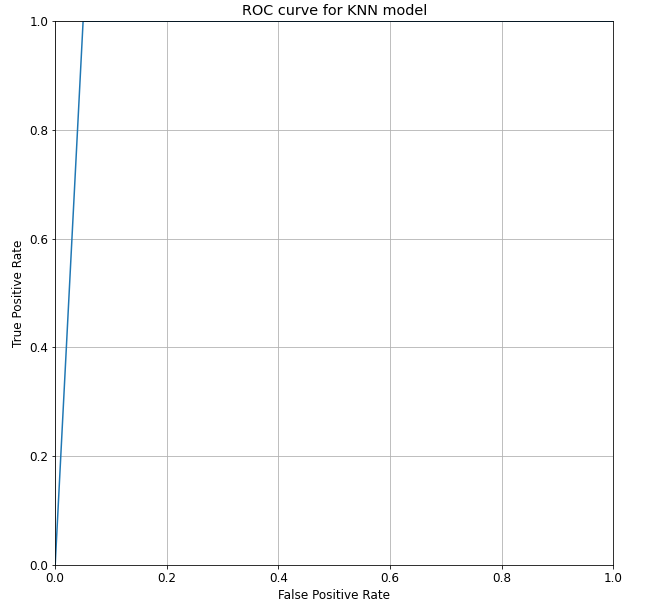 ROC curve for KNN model
1.0
0.8
0.6
0.4
0.2
0.0
True Positive Rate
0.0 0.2 0.4 0.6 0.8 1.0
False Positive Rate